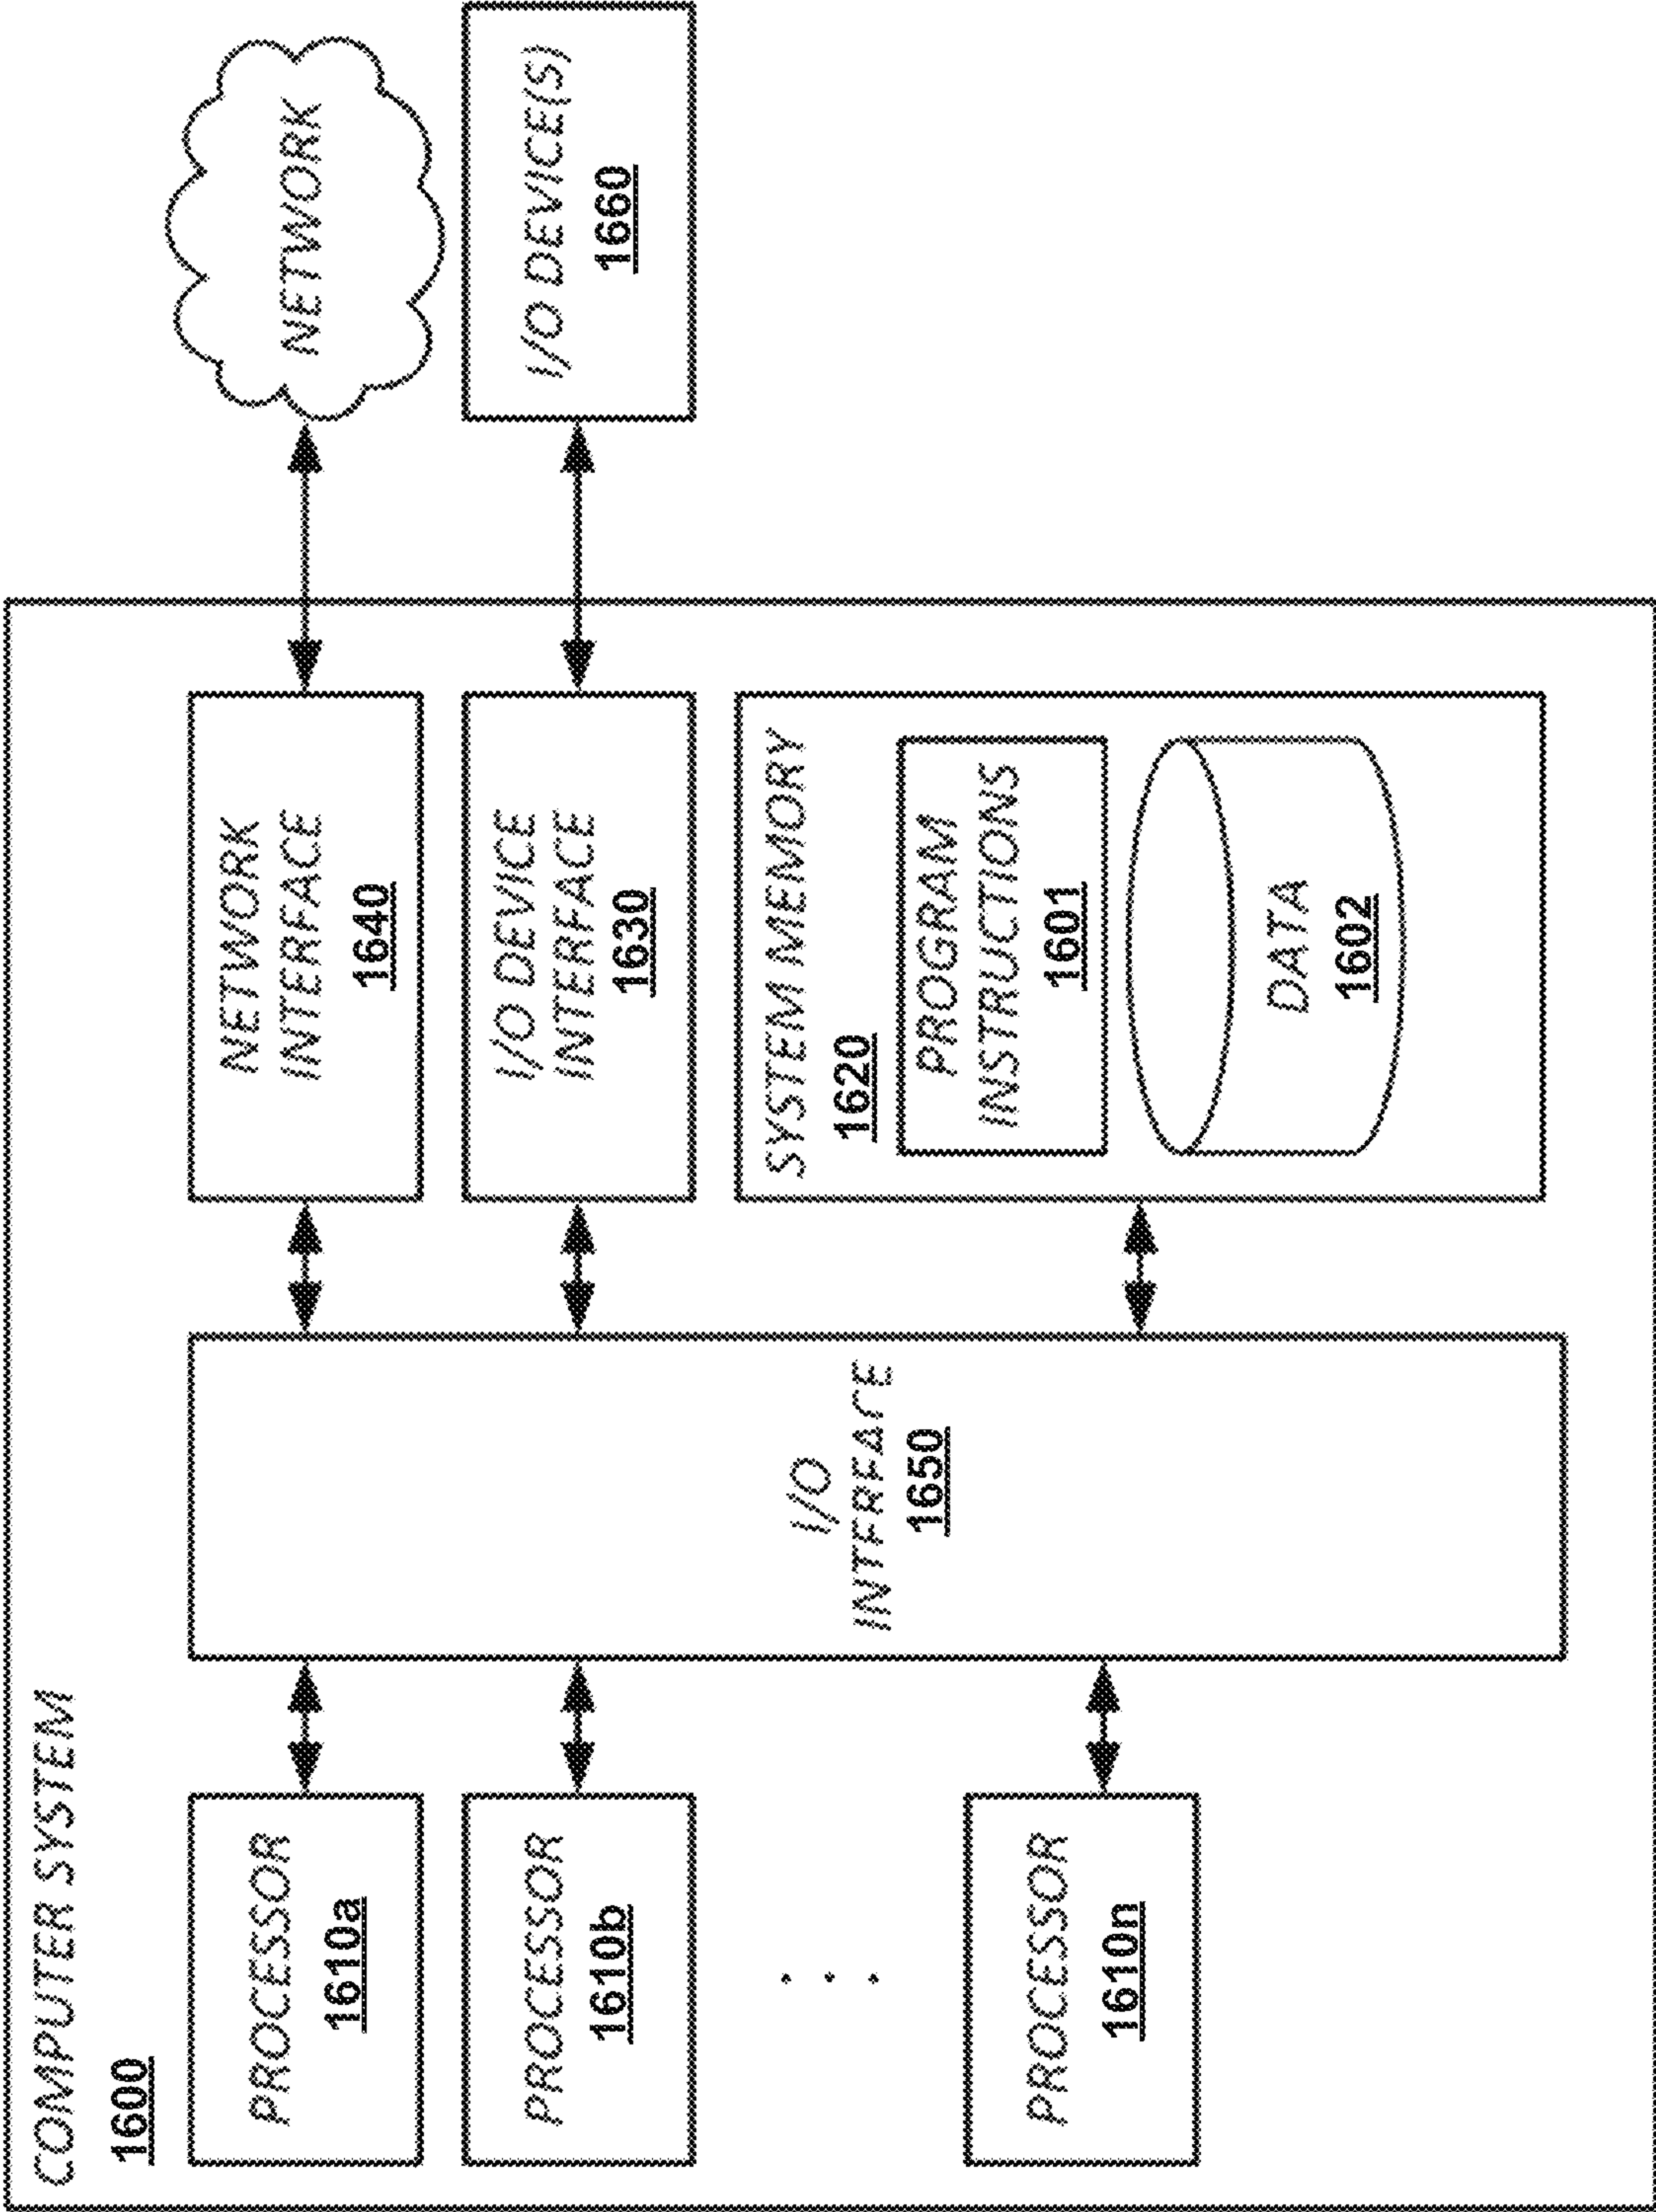 COMPUTER SYSTEM
1600
PROCESSOR
1610a
PROCESSOR
1610b
. . .
PROCESSOR
1610n
I/O
INTERFACE
1650
NETWORK
INTERFACE
1640
I/O DEVICE
INTERFACE
1630
SYSTEM MEMORY
1620
PROGRAM
INSTRUCTIONS
1601
DATA
1602
NETWORK
I/O DEVICE(S)
1660